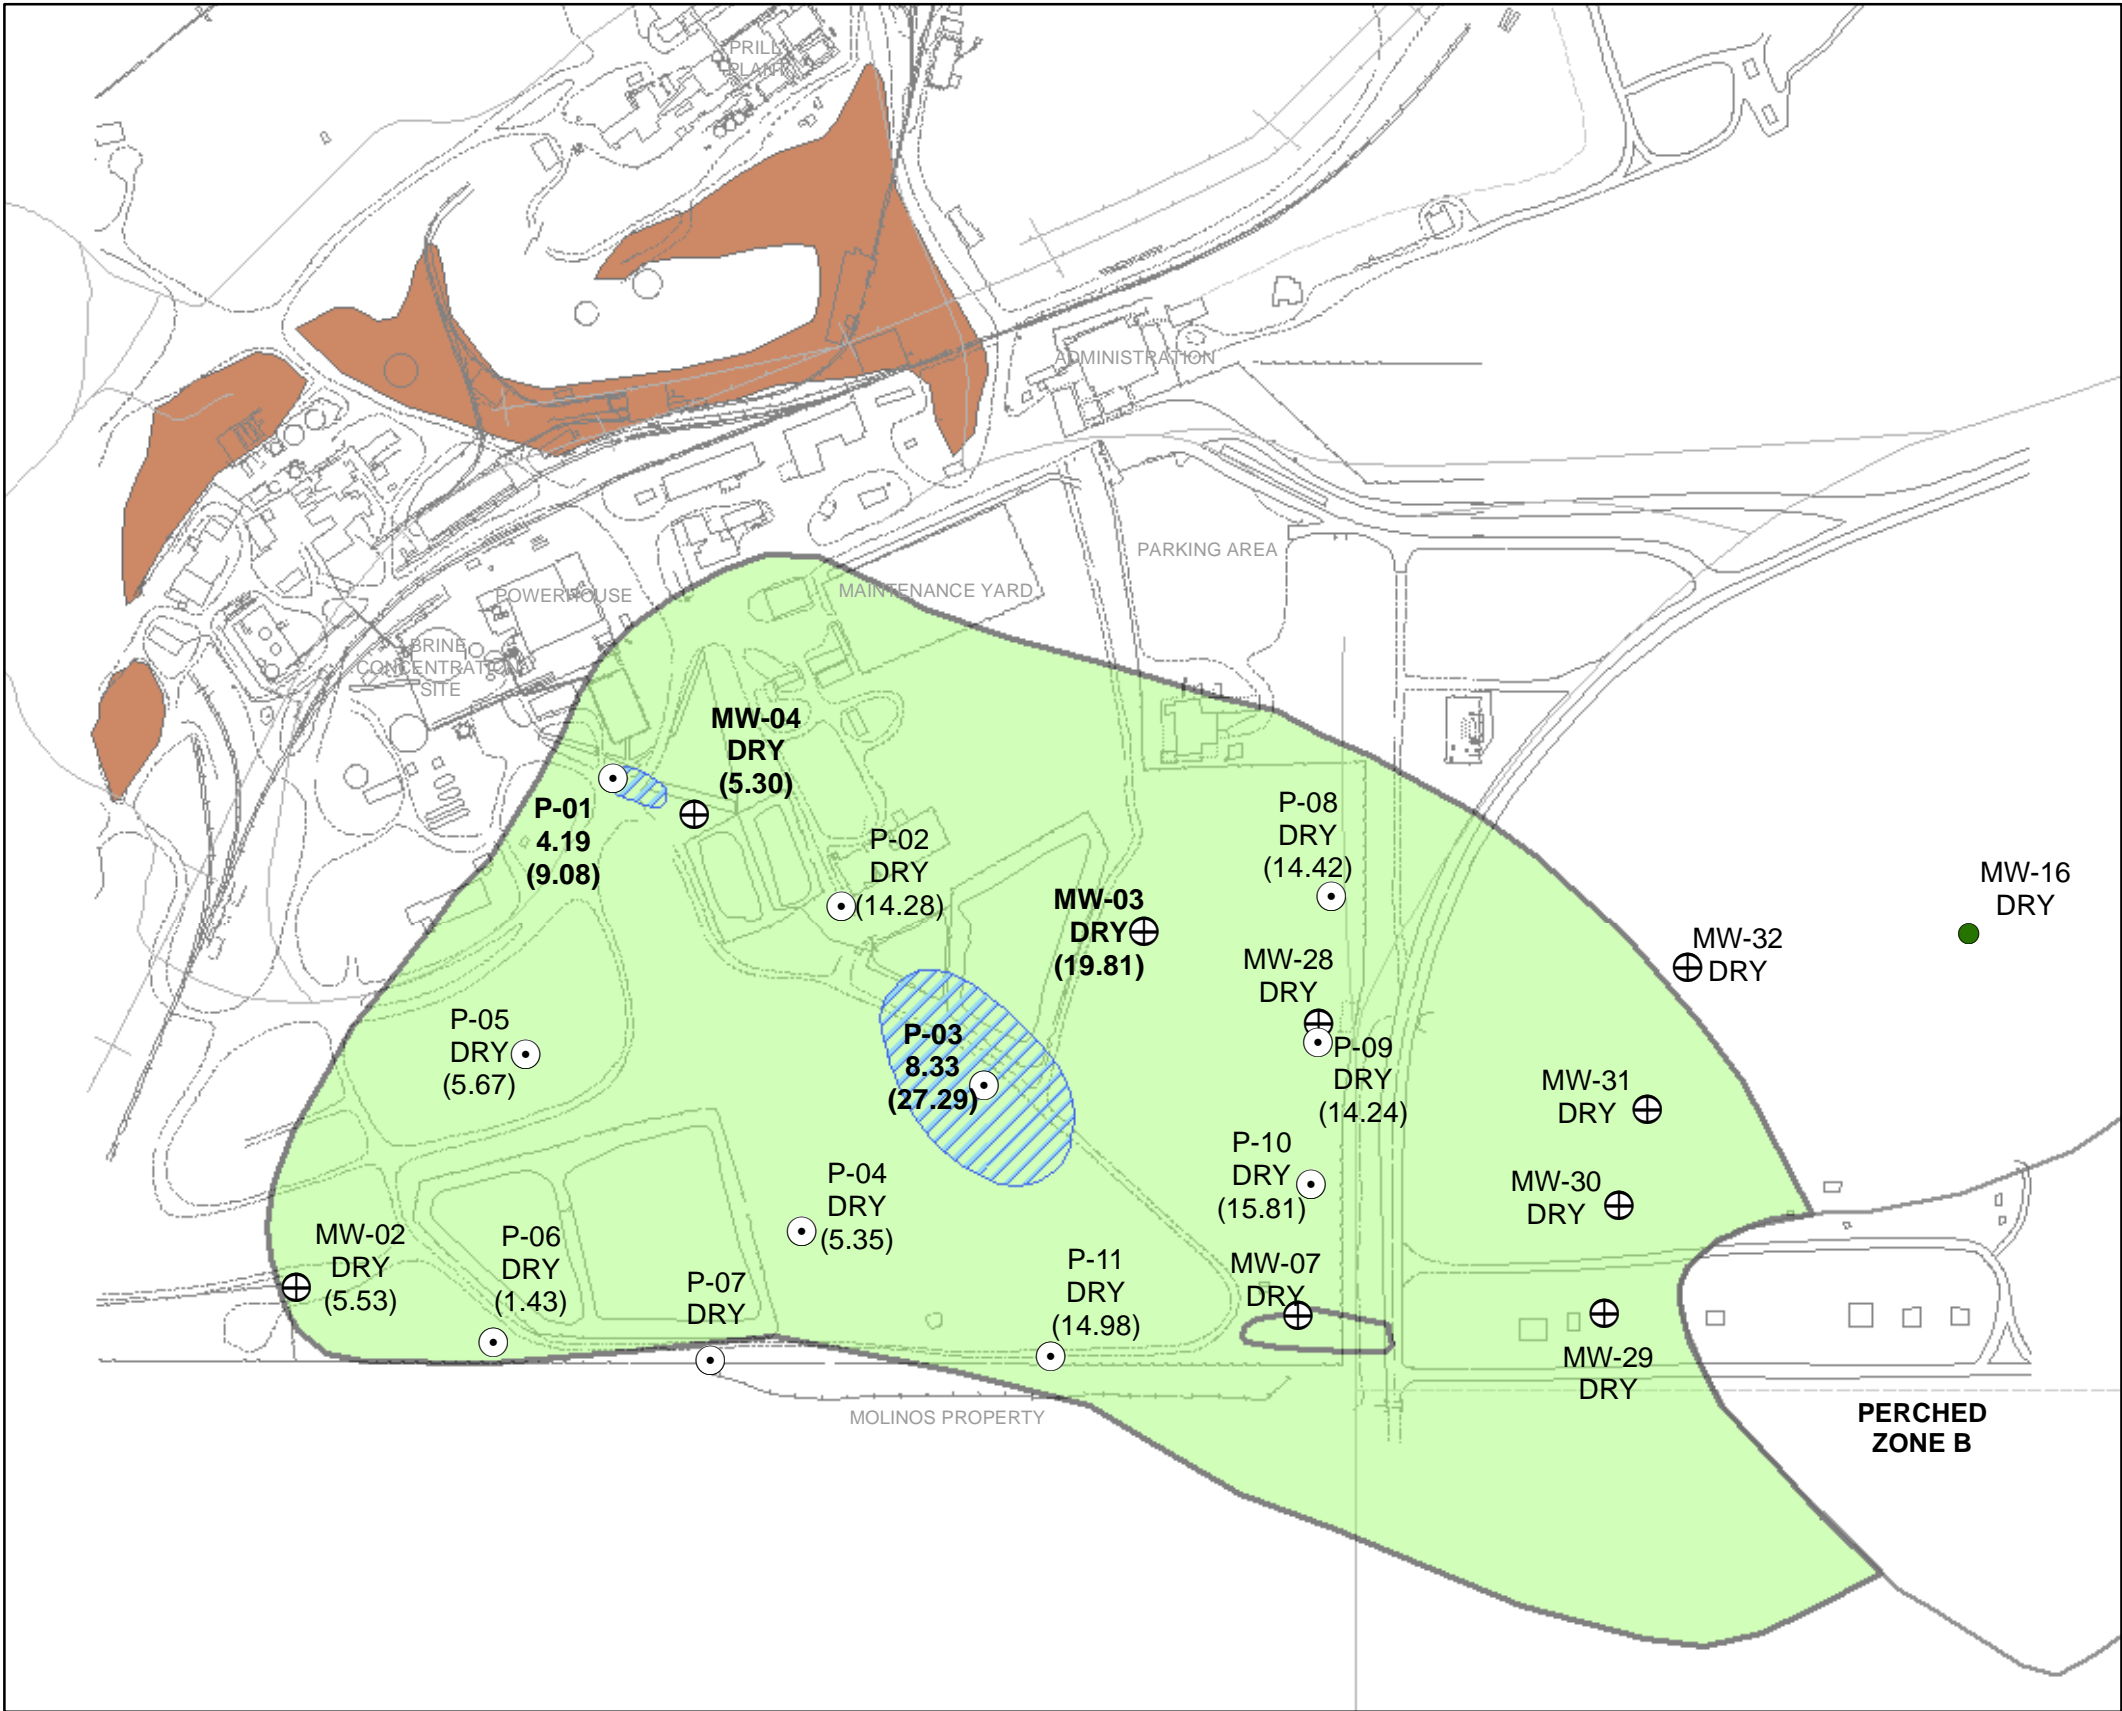 PRILL
PLANT
ADMINISTRATION
PARKING AREA
MAINTENANCE YARD
POWERHOUSE
BRINE
CONCENTRATION
SITE
MW-04
DRY
(5.30)
P-01
4.19
(9.08)
P-02
DRY
(14.28)
P-08
DRY
(14.42)
MW-03
DRY
(19.81)
MW-16
DRY
MW-32
DRY
MW-28
DRY
P-05
DRY
(5.67)
P-03
8.33
(27.29)
P-09
DRY
(14.24)
MW-31
DRY
P-10
DRY
(15.81)
P-04
DRY
(5.35)
MW-30
DRY
MW-02
DRY
(5.53)
P-06
DRY
(1.43)
P-07
DRY
P-11
DRY
(14.98)
MW-07
DRY
MW-29
DRY
MOLINOS PROPERTY
PERCHED
ZONE B